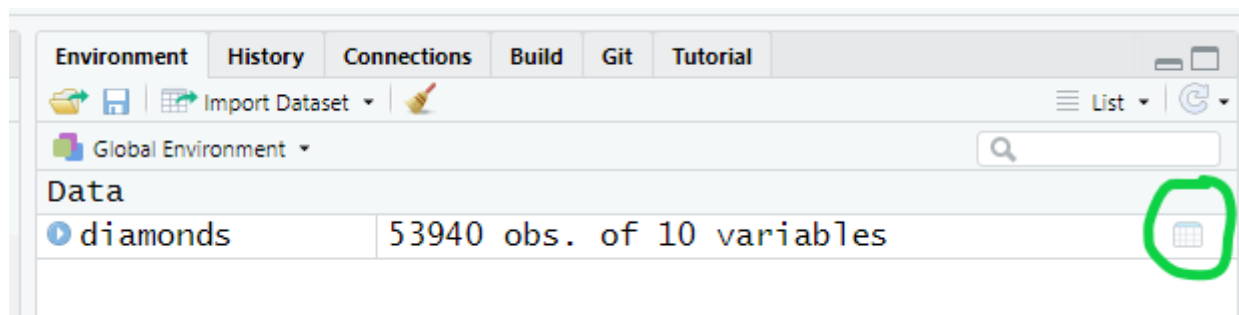 Environment History Connections Build Git Tutorial
Import Dataset List
Global Environment
Data
diamonds 53940 obs. of 10 variables